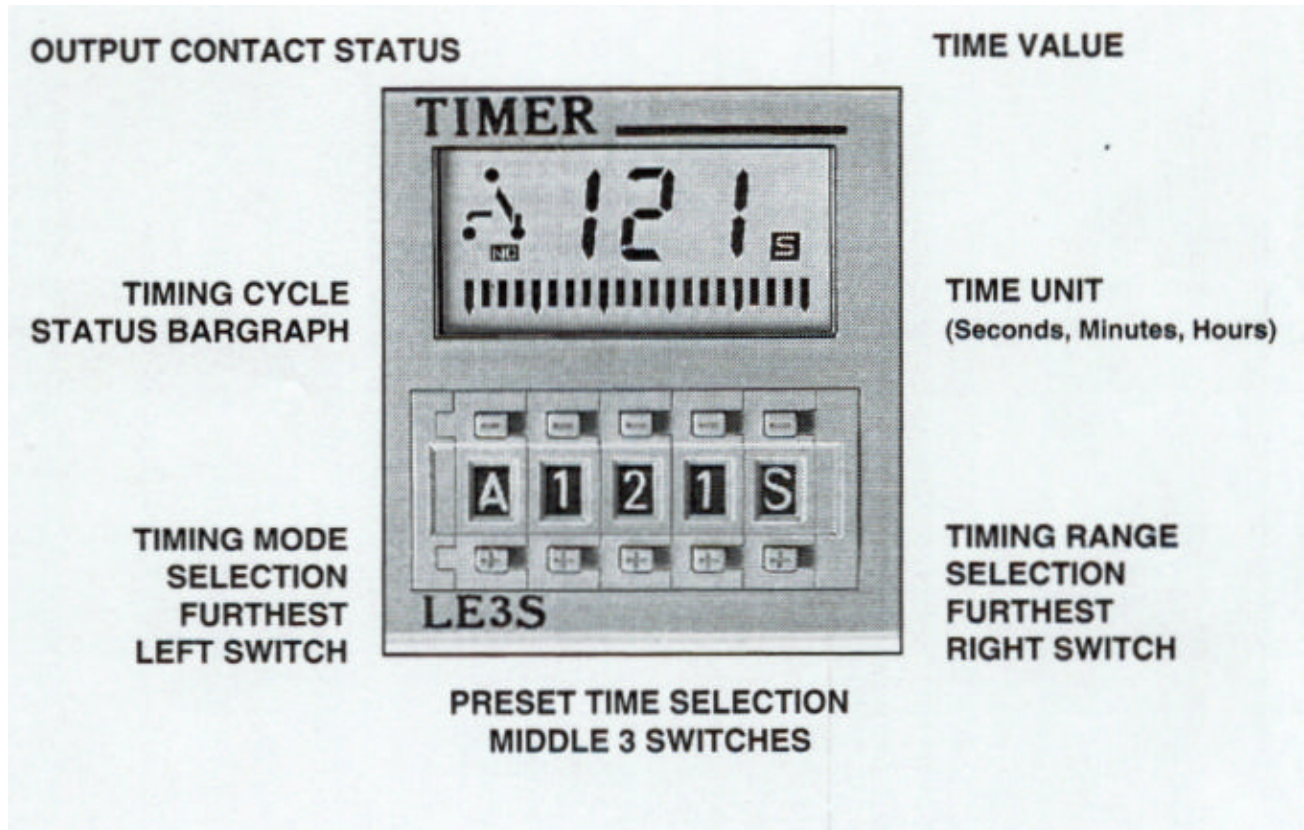 OUTPUT CONTACT STATUS
TIME VALUE
TIMER
121 S
NC
TIMING CYCLE
STATUS BARGRAPH
TIME UNIT
(Seconds, Minutes, Hours)
A 1 2 1 S
TIMING MODE
SELECTION
FURTHEST
LEFT SWITCH
TIMING RANGE
SELECTION
FURTHEST
RIGHT SWITCH
LE3S
PRESET TIME SELECTION
MIDDLE 3 SWITCHES